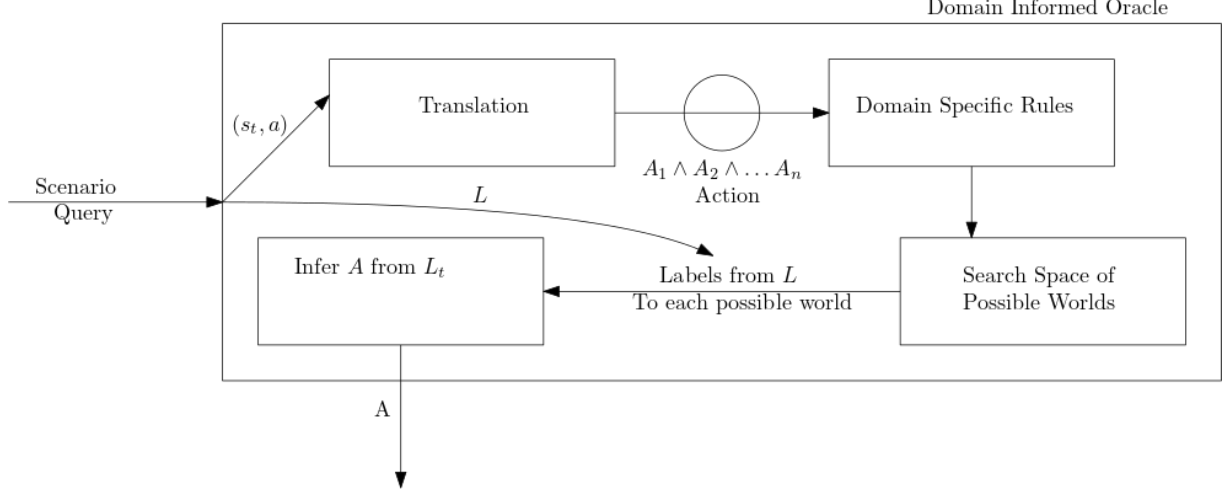 Domain Informed Oracle
Translation
Domain Specific Rules
(s_t, a)
A_1 ∧ A_2 ∧ … A_n
Action
Scenario
Query
L
Infer A from L_t
Labels from L
To each possible world
Search Space of
Possible Worlds
A